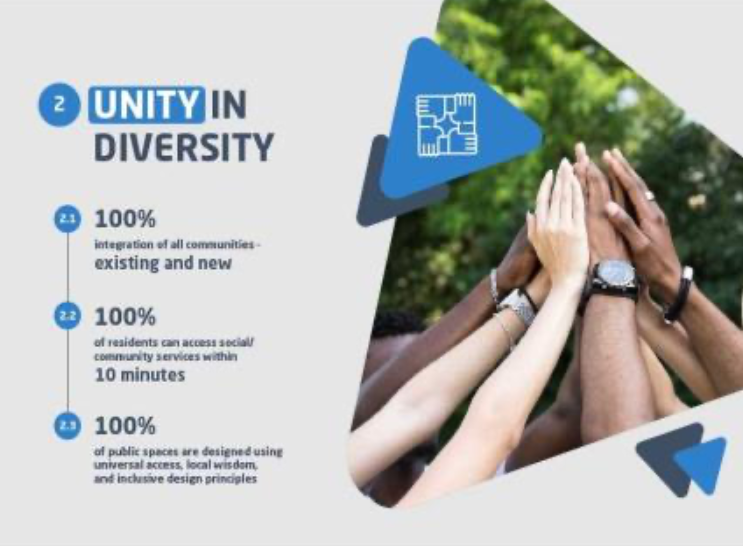 2 UNITY IN
DIVERSITY
2.1 100%
integration of all communities -
existing and new
2.2 100%
of residents can access social/
community services within
10 minutes
2.3 100%
of public spaces are designed using
universal access, local wisdom,
and inclusive design principles